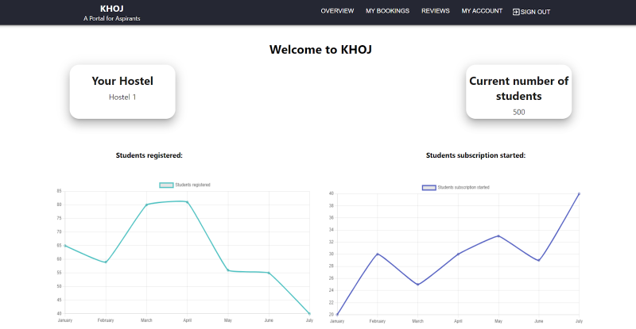 KHOJ
A Portal for Aspirants
OVERVIEW MY BOOKINGS REVIEWS MY ACCOUNT SIGN OUT
Welcome to KHOJ
Your Hostel
Hostel 1
Current number of
students
500
Students registered:
Students registered
85
80
75
70
65
60
55
50
45
40
January February March April May June July
Students subscription started:
Students subscription started
40
38
36
34
32
30
28
26
24
22
20
January February March April May June July